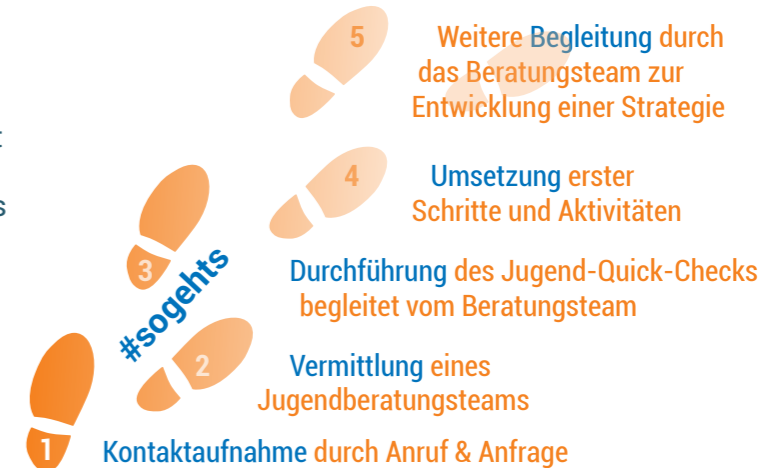 5
Weitere Begleitung durch
das Beratungsteam zur
Entwicklung einer Strategie
4
Umsetzung erster
Schritte und Aktivitäten
3
#sogehts
Durchführung des Jugend-Quick-Checks
begleitet vom Beratungsteam
2
Vermittlung eines
Jugendberatungsteams
1
Kontaktaufnahme durch Anruf & Anfrage